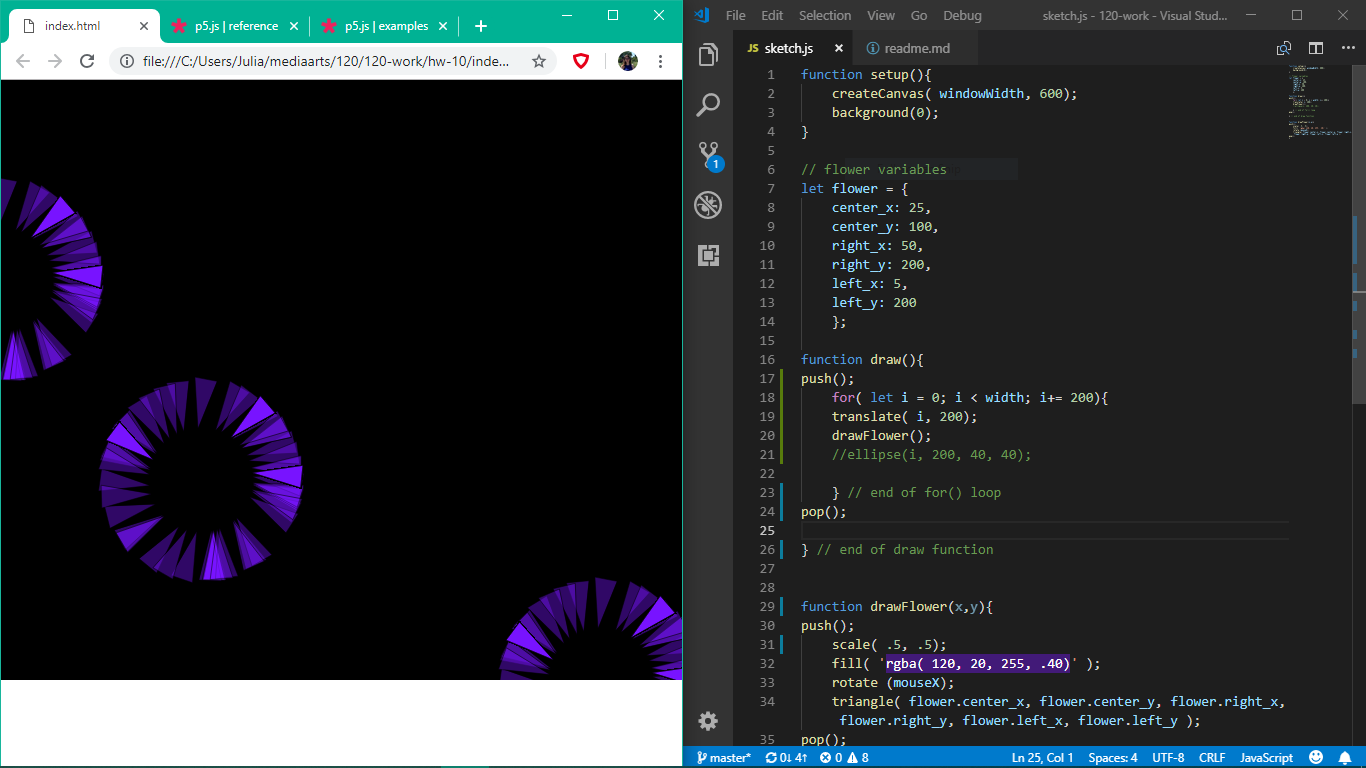 index.html
p5.js | reference
p5.js | examples
file:///C:/Users/Julia/mediaarts/120/120-work/hw-10/inde...
File Edit Selection View Go Debug
sketch.js - 120-work - Visual Stud...
JS sketch.js
readme.md
1 function setup(){
2 createCanvas( windowWidth, 600);
3 background(0);
4 }
5
6 // flower variables
7 let flower = {
8 center_x: 25,
9 center_y: 100,
10 right_x: 50,
11 right_y: 200,
12 left_x: 5,
13 left_y: 200
14 };
15
16 function draw(){
17 push();
18 for( let i = 0; i < width; i+= 200){
19 translate( i, 200);
20 drawFlower();
21 //ellipse(i, 200, 40, 40);
22
23 } // end of for() loop
24 pop();
25
26 } // end of draw function
27
28
29 function drawFlower(x,y){
30 push();
31 scale( .5, .5);
32 fill( 'rgba( 120, 20, 255, .40)' );
33 rotate (mouseX);
34 triangle( flower.center_x, flower.center_y, flower.right_x,
flower.right_y, flower.left_x, flower.left_y );
35 pop();
1
master* 0↓ 4↑ 0 8
Ln 25, Col 1 Spaces: 4 UTF-8 CRLF JavaScript